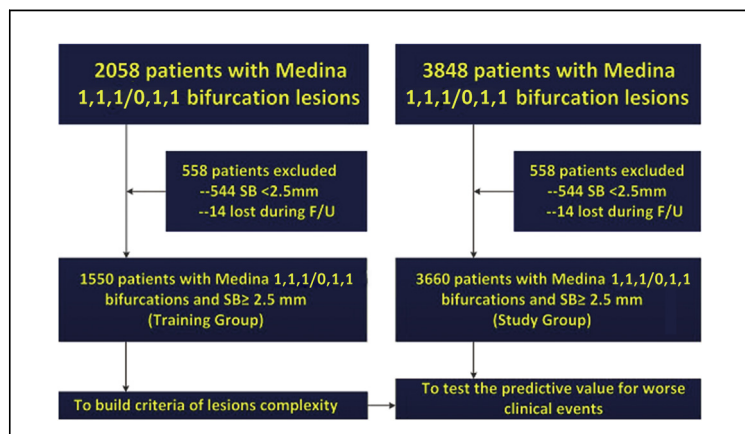 2058 patients with Medina
1,1,1/0,1,1 bifurcation lesions
3848 patients with Medina
1,1,1/0,1,1 bifurcation lesions
558 patients excluded
--544 SB <2.5mm
--14 lost during F/U
558 patients excluded
--544 SB <2.5mm
--14 lost during F/U
1550 patients with Medina 1,1,1/0,1,1
bifurcations and SB≥ 2.5 mm
(Training Group)
3660 patients with Medina 1,1,1/0,1,1
bifurcations and SB≥ 2.5 mm
(Study Group)
To build criteria of lesions complexity
To test the predictive value for worse
clinical events